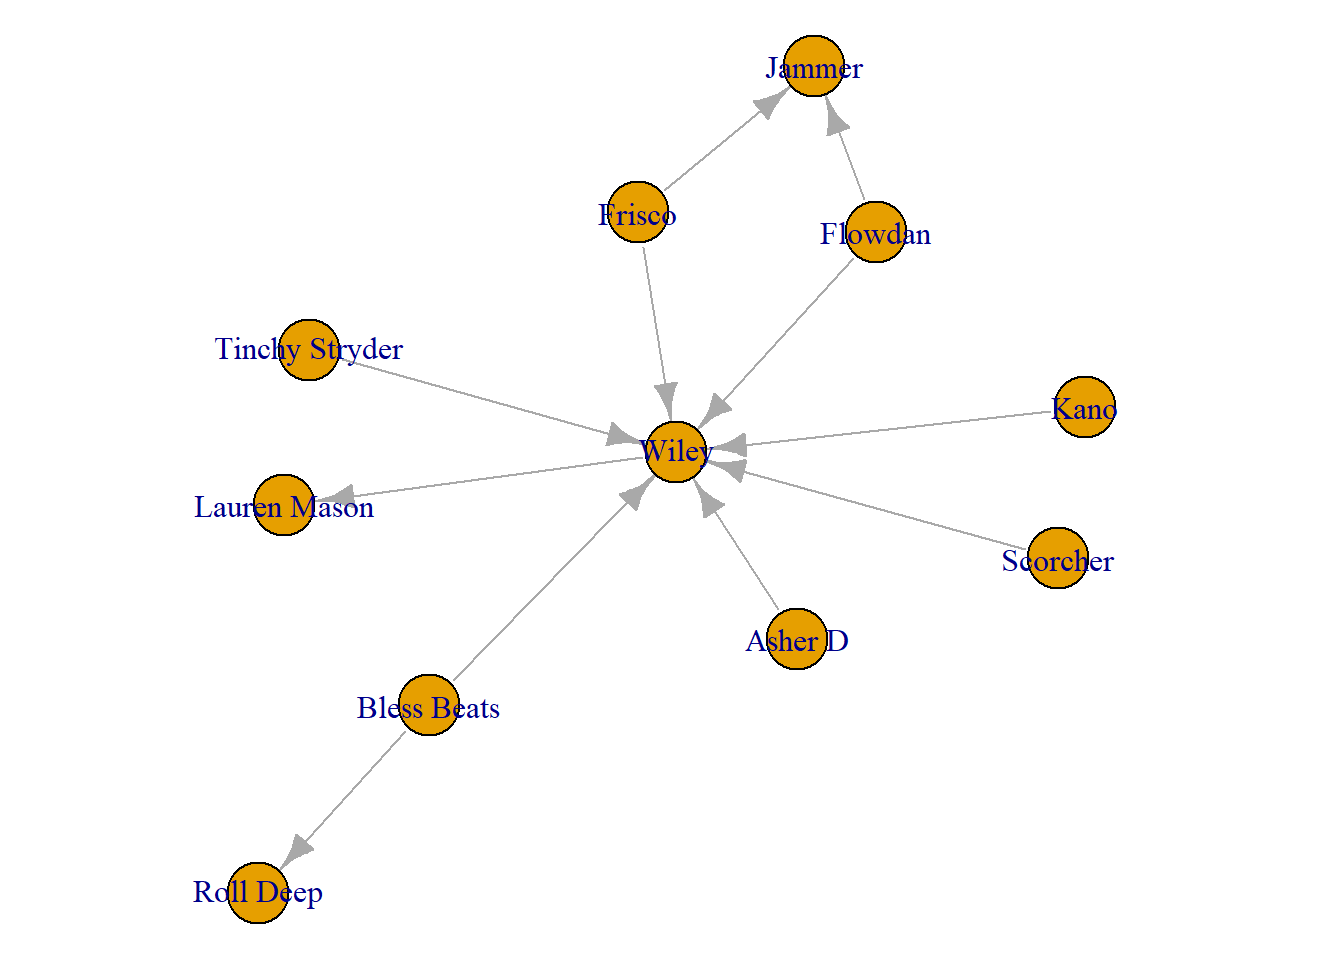 Jammer
Frisco
Flowdan
Tinchy Stryder
Kano
Wiley
Lauren Mason
Scorcher
Asher D
Bless Beats
Roll Deep